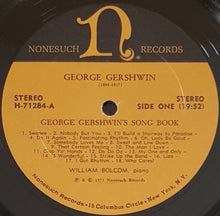 NONESUCH RECORDS
GEORGE GERSHWIN
STEREO STEREO
H-71284-A SIDE ONE (19:52)
GEORGE GERSHWIN'S SONG BOOK
1. Swanee • 2. Nobody But You • 3. I'll Build a Stairway to Paradise •
4. Do It Again • 5. Fascinating Rhythm • 6. Oh, Lady Be Good •
7. Somebody Loves Me • 8. Sweet and Low Down •
9. That Certain Feeling • 10. The Man I Love •
11. Clap Yo' Hands • 12. Do Do Do • 13. My One and Only •
14. 'S Wonderful • 15. Strike Up the Band • 16. Liza •
17. I Got Rhythm • 18. Who Cares?
WILLIAM BOLCOM, piano
Ⓟ © 1973 Nonesuch Records
Nonesuch Records • 15 Columbus Circle • New York, N.Y.